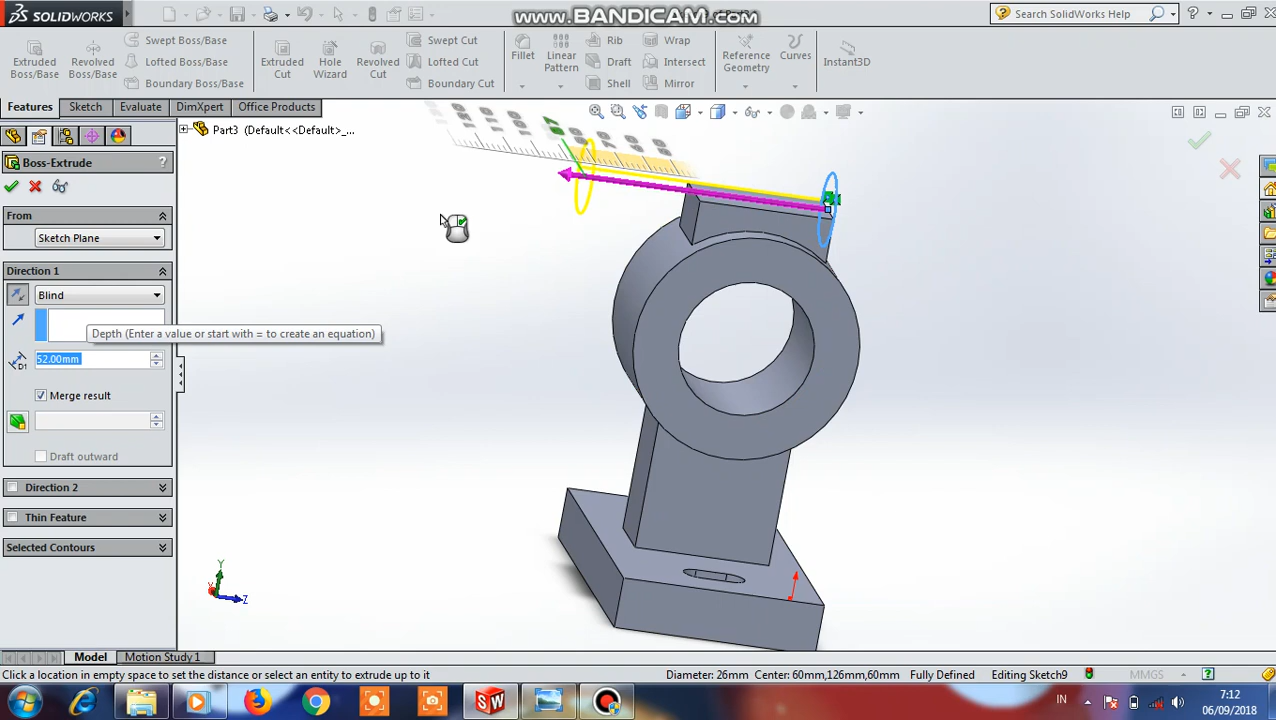 SOLIDWORKS
www.BANDICAM.com
Search SolidWorks Help
Extruded Boss/Base
Revolved Boss/Base
Swept Boss/Base
Lofted Boss/Base
Boundary Boss/Base
Extruded Cut
Hole Wizard
Revolved Cut
Swept Cut
Lofted Cut
Boundary Cut
Fillet
Linear Pattern
Rib
Draft
Shell
Wrap
Intersect
Mirror
Reference Geometry
Curves
Instant3D
Features
Sketch
Evaluate
DimXpert
Office Products
Part3 (Default<<Default>_...
Boss-Extrude
?
From
Sketch Plane
Direction 1
Blind
Depth (Enter a value or start with = to create an equation)
D1
52.00mm
Merge result
Draft outward
Direction 2
Thin Feature
Selected Contours
Y
Z
Model
Motion Study 1
Click a location in empty space to set the distance or select an entity to extrude up to it
Diameter: 26mm
Center: 60mm,126mm,60mm
Fully Defined
Editing Sketch9
MMGS
IN
7:12
06/09/2018